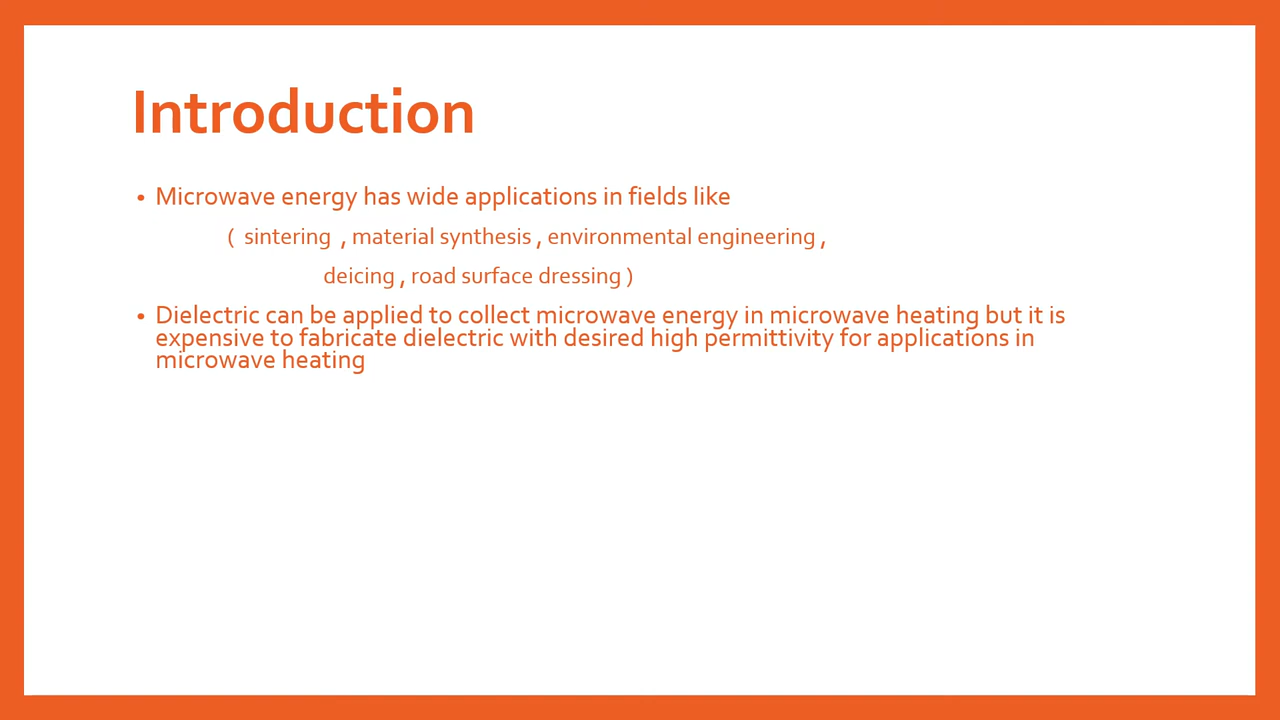 Introduction
• Microwave energy has wide applications in fields like
( sintering , material synthesis , environmental engineering ,
deicing , road surface dressing )
• Dielectric can be applied to collect microwave energy in microwave heating but it is
expensive to fabricate dielectric with desired high permittivity for applications in
microwave heating